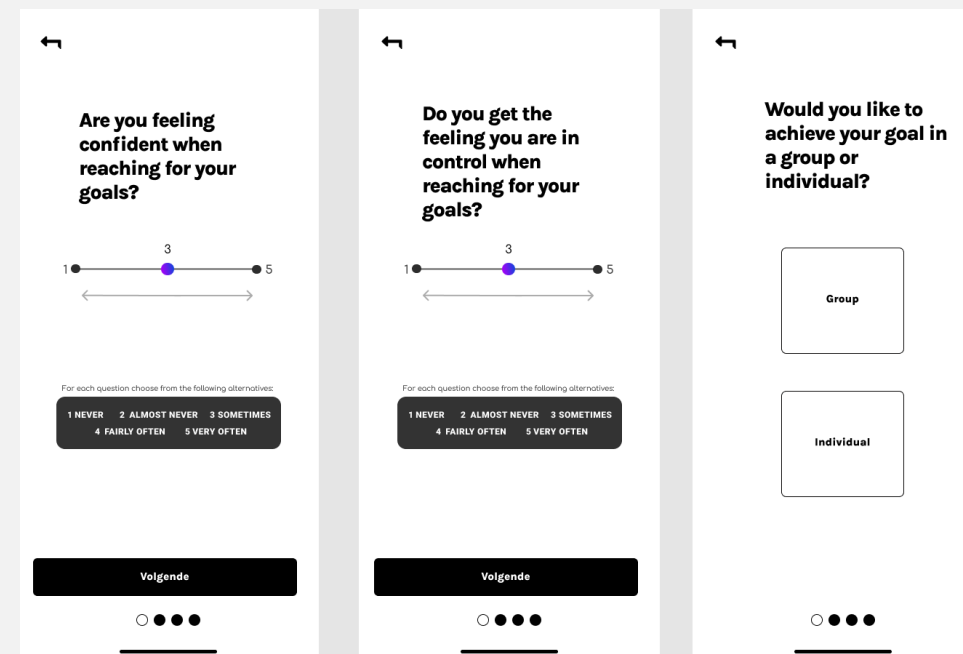 Are you feeling
confident when
reaching for your
goals?
3
1
5
For each question choose from the following alternatives:
1 NEVER 2 ALMOST NEVER 3 SOMETIMES
4 FAIRLY OFTEN 5 VERY OFTEN
Volgende
Do you get the
feeling you are in
control when
reaching for your
goals?
3
1
5
For each question choose from the following alternatives:
1 NEVER 2 ALMOST NEVER 3 SOMETIMES
4 FAIRLY OFTEN 5 VERY OFTEN
Volgende
Would you like to
achieve your goal in
a group or
individual?
Group
Individual